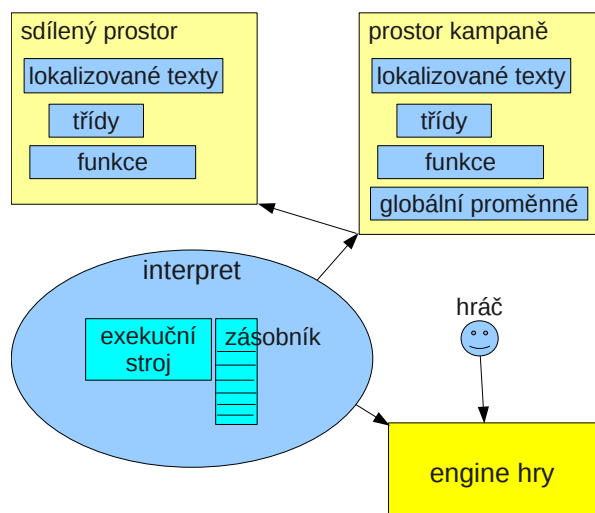 sdílený prostor
lokalizované texty
třídy
funkce
prostor kampaně
lokalizované texty
třídy
funkce
globální proměnné
interpret
exekuční
stroj
zásobník
hráč
engine hry